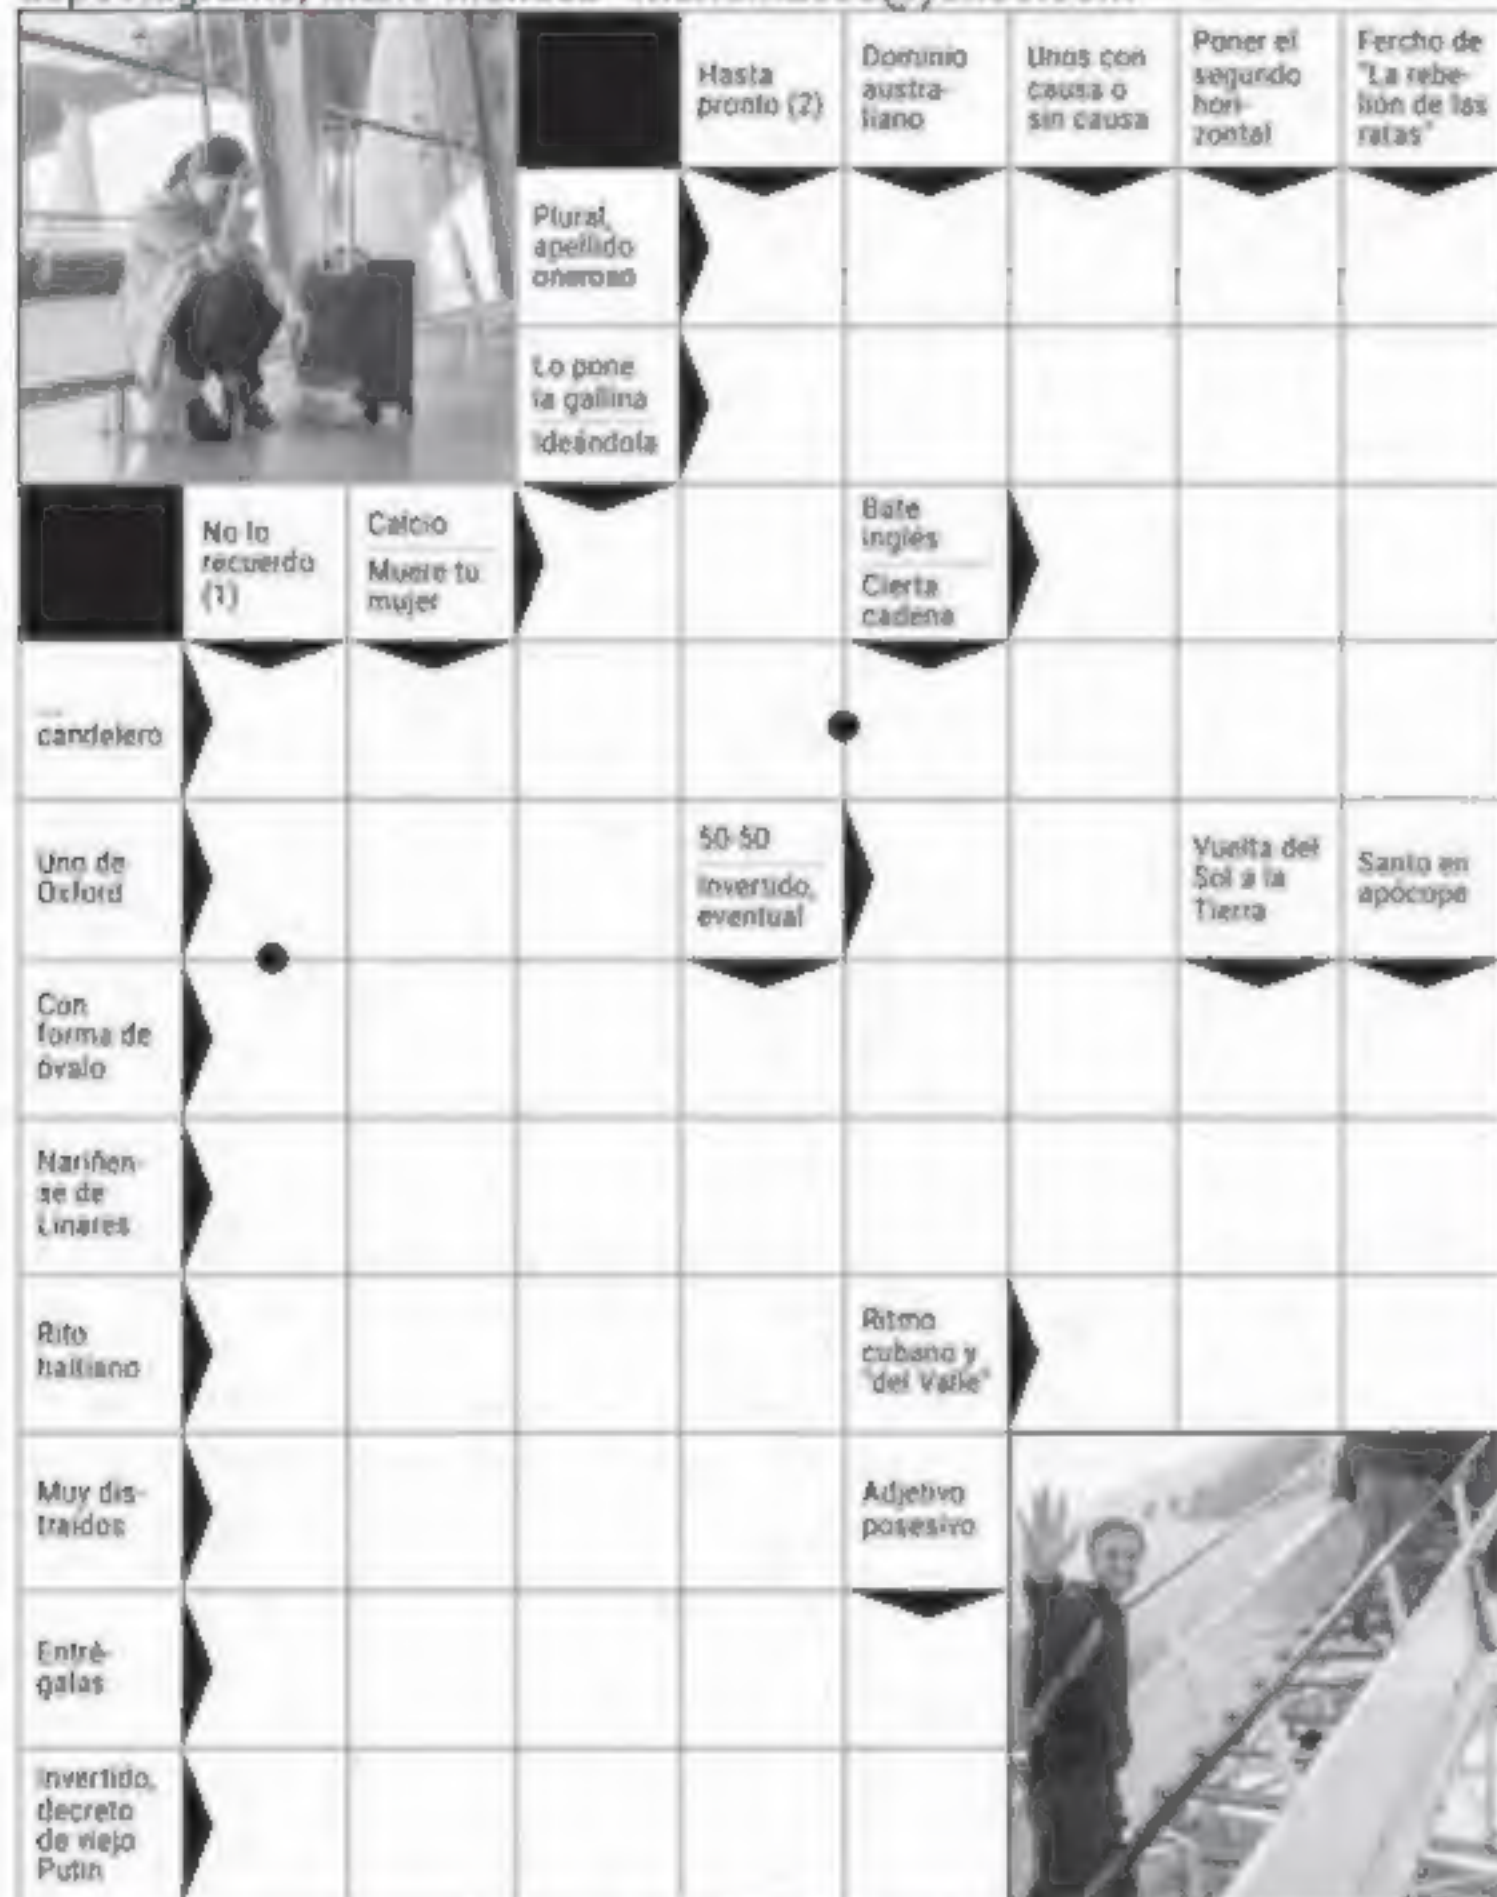 Hasta
pronto (2)
Dominio
austra-
liano
Unos con
causa o
sin causa
Poner el
segundo
hori-
zontal
Fercho de
"La rebe-
lión de las
ratas"
Plural,
apellido
oneroso
Lo pone
la gallina
Ideándola
No lo
recuerdo
(1)
Calcio
Muere tu
mujer
Bate
inglés
Cierta
cadena
...
candelero
Uno de
Oxford
50-50
Invertido,
eventual
Vuelta del
Sol a la
Tierra
Santo en
apócope
Con
forma de
óvalo
Nariñen-
se de
Linares
Rito
haitiano
Ritmo
cubano y
"del Valle"
Muy dis-
traídos
Adjetivo
posesivo
Entré-
galas
Invertido,
decreto
de viejo
Putin